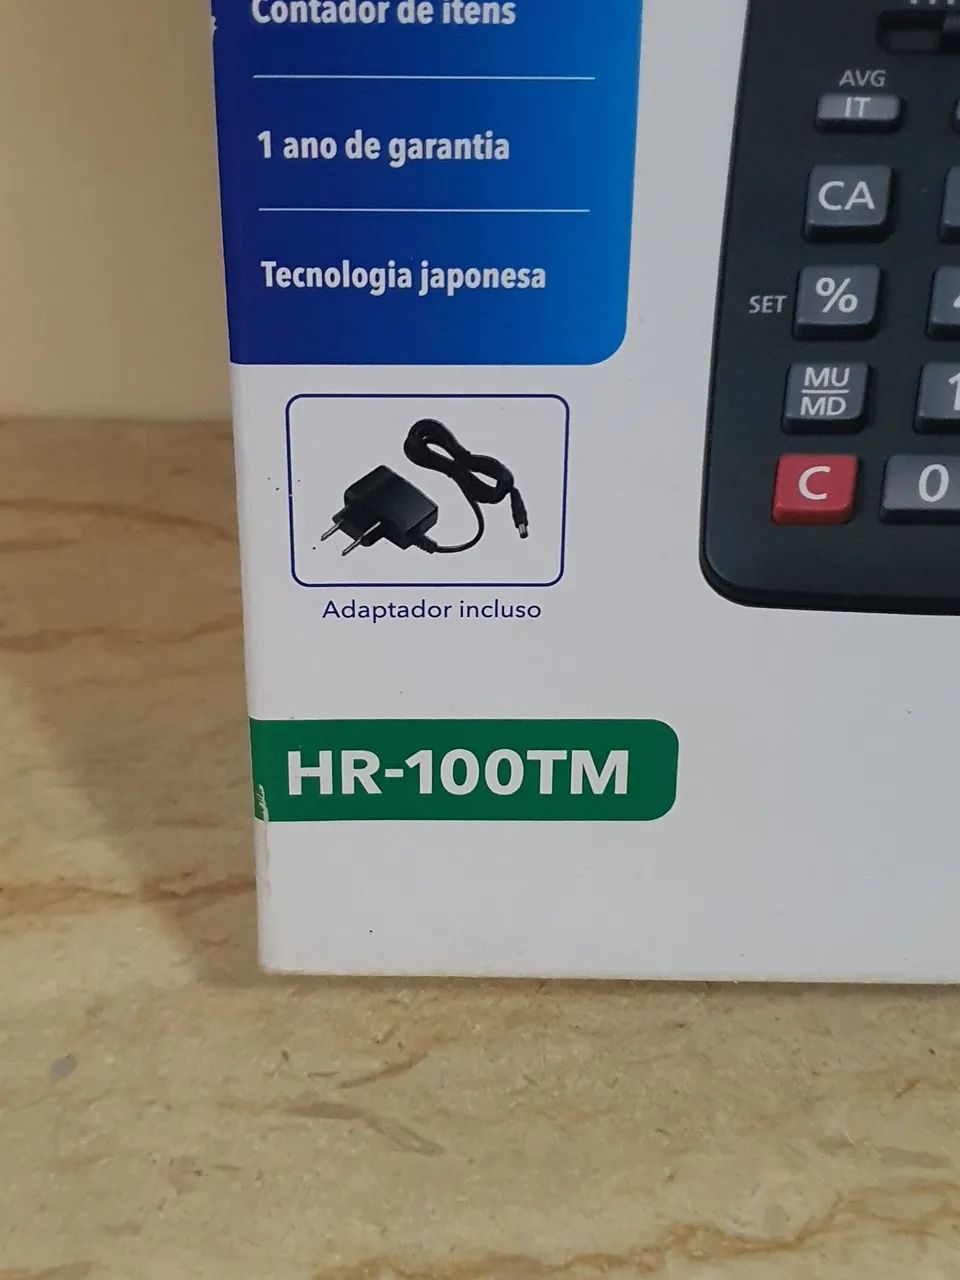 Contador de itens
1 ano de garantia
Tecnologia japonesa
Adaptador incluso
HR-100TM
AVG
IT
CA
SET
%
MU
MD
1
C
0